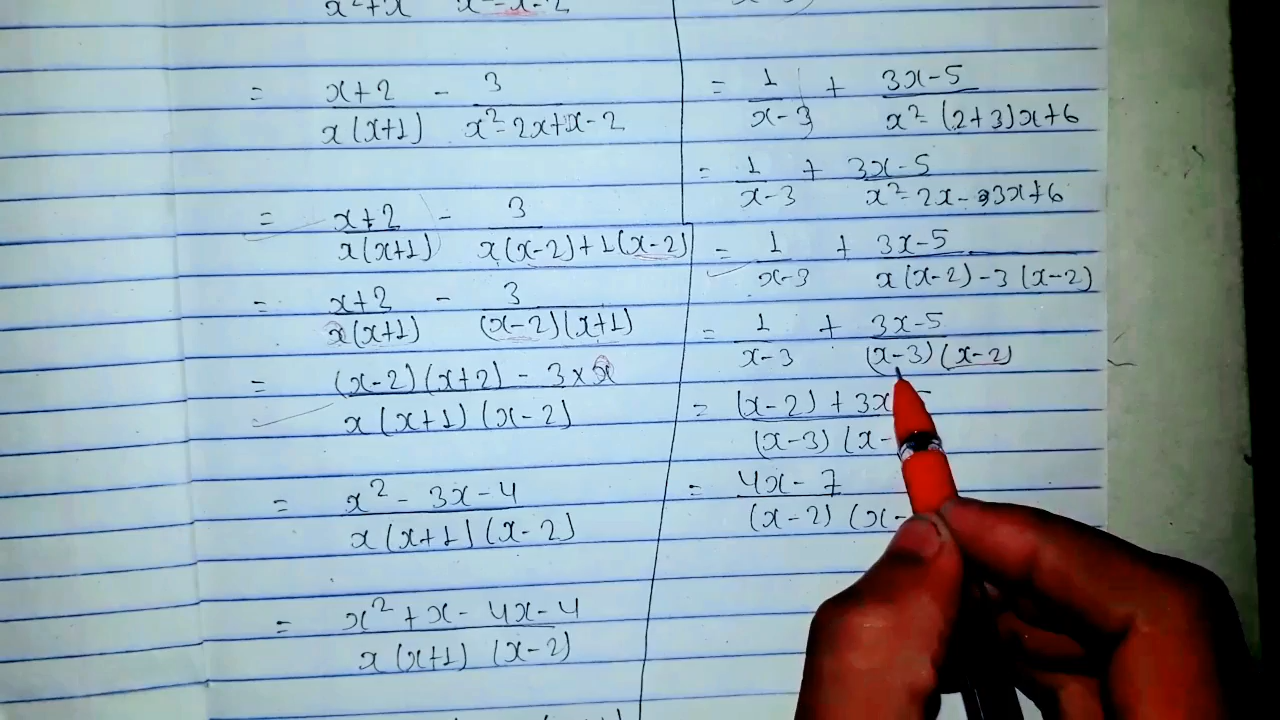 x²+x x²-x-2
= x+2/x(x+1) - 3/x²-2x+x-2
= x+2/x(x+1) - 3/x(x-2)+1(x-2)
= x+2/x(x+1) - 3/(x-2)(x+1)
= (x-2)(x+2) - 3×x/x(x+1)(x-2)
= x² - 3x - 4/x(x+1)(x-2)
= x² + x - 4x - 4/x(x+1)(x-2)
= 1/x-3 + 3x-5/x²-(2+3)x+6
= 1/x-3 + 3x-5/x²-2x-3x+6
= 1/x-3 + 3x-5/x(x-2)-3(x-2)
= 1/x-3 + 3x-5/(x-3)(x-2)
= (x-2) + 3x/(x-3)(x-
= 4x-7/(x-2)(x-